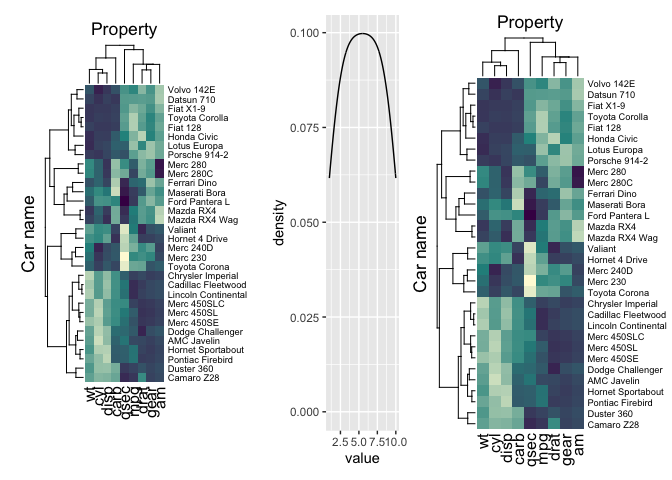 Property
Volvo 142E
Datsun 710
Fiat X1-9
Toyota Corolla
Fiat 128
Honda Civic
Lotus Europa
Porsche 914-2
Merc 280
Merc 280C
Ferrari Dino
Maserati Bora
Ford Pantera L
Mazda RX4
Mazda RX4 Wag
Valiant
Hornet 4 Drive
Merc 240D
Merc 230
Toyota Corona
Chrysler Imperial
Cadillac Fleetwood
Lincoln Continental
Merc 450SLC
Merc 450SL
Merc 450SE
Dodge Challenger
AMC Javelin
Hornet Sportabout
Pontiac Firebird
Duster 360
Camaro Z28
Car name
wt
cyl
disp
carb
qsec
mpg
drat
gear
am
0.100
0.075
0.050
0.025
0.000
density
2.5 5.0 7.5 10.0
value
Property
Volvo 142E
Datsun 710
Fiat X1-9
Toyota Corolla
Fiat 128
Honda Civic
Lotus Europa
Porsche 914-2
Merc 280
Merc 280C
Ferrari Dino
Maserati Bora
Ford Pantera L
Mazda RX4
Mazda RX4 Wag
Valiant
Hornet 4 Drive
Merc 240D
Merc 230
Toyota Corona
Chrysler Imperial
Cadillac Fleetwood
Lincoln Continental
Merc 450SLC
Merc 450SL
Merc 450SE
Dodge Challenger
AMC Javelin
Hornet Sportabout
Pontiac Firebird
Duster 360
Camaro Z28
Car name
wt
cyl
disp
carb
qsec
mpg
drat
gear
am